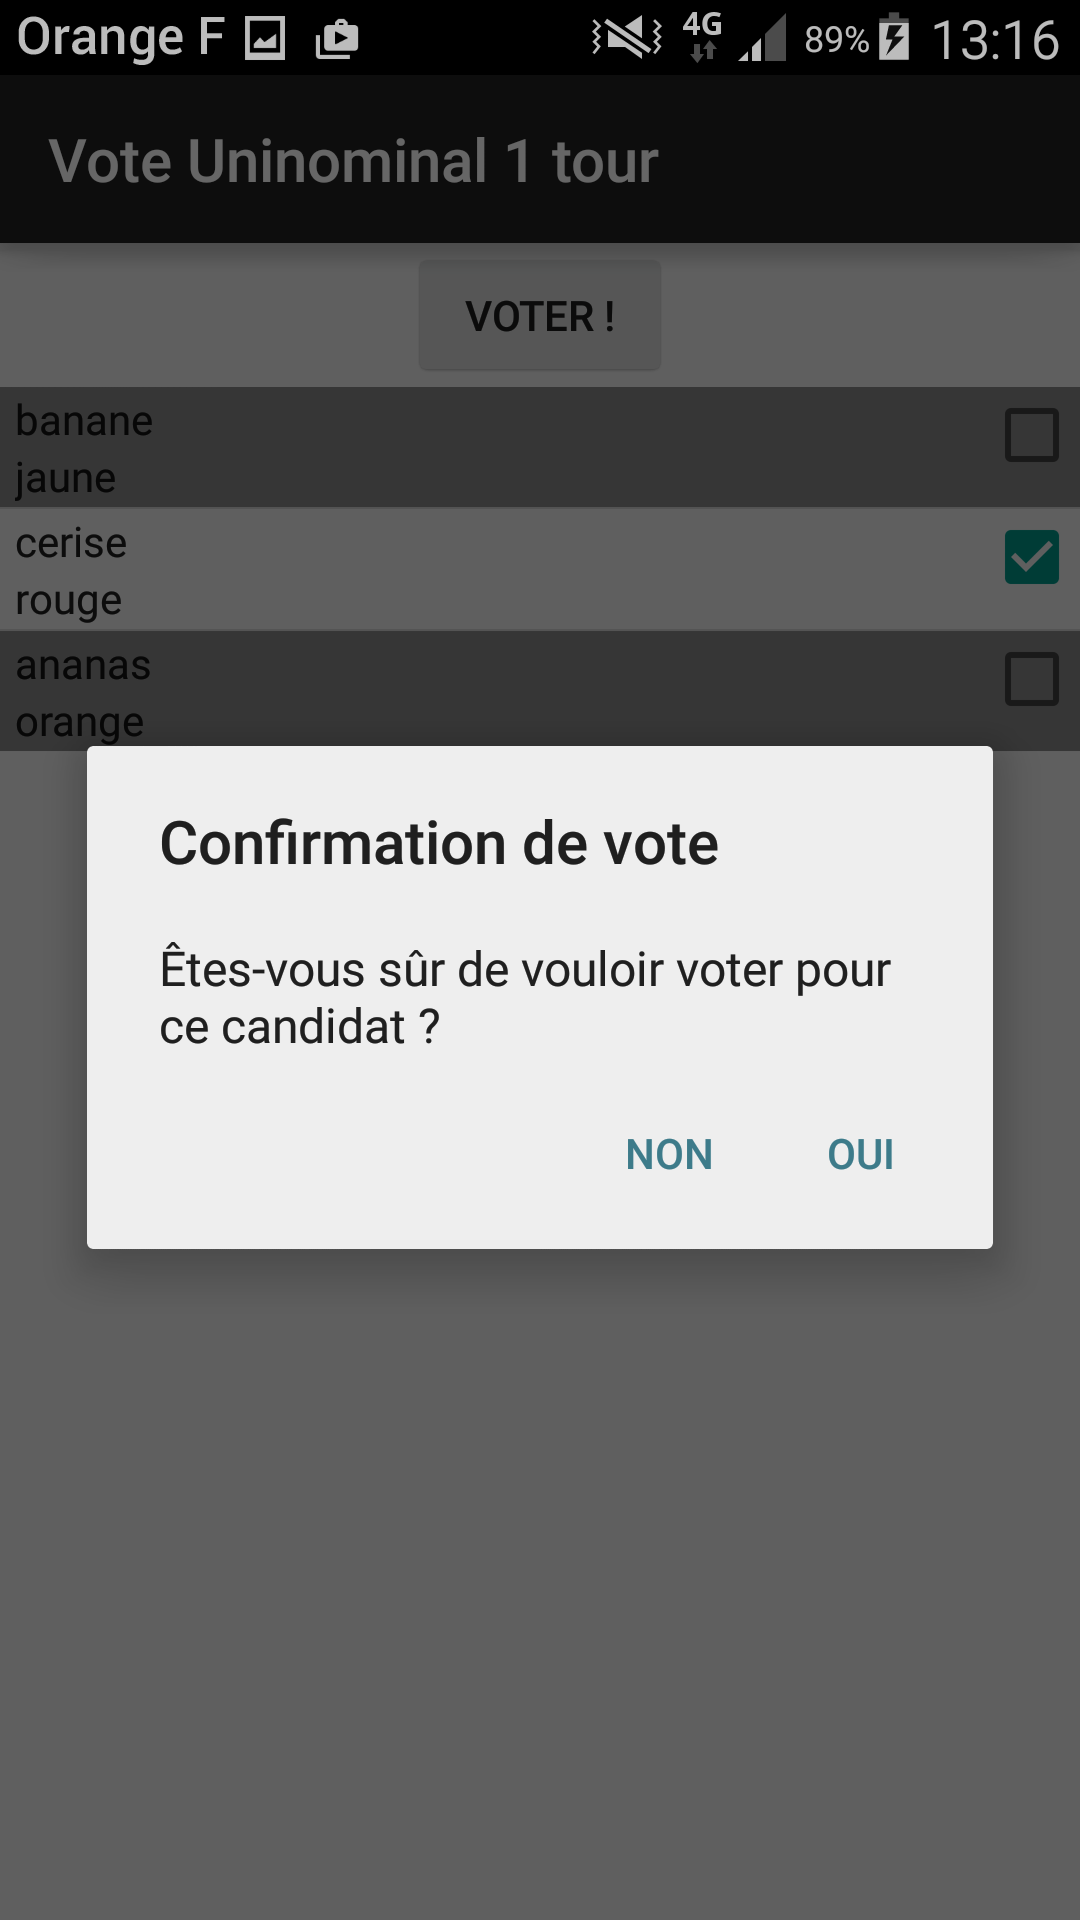 Orange F 4G 89% 13:16
Vote Uninominal 1 tour
VOTER !
banane
jaune
cerise
rouge
ananas
orange
Confirmation de vote
Êtes-vous sûr de vouloir voter pour
ce candidat ?
NON OUI